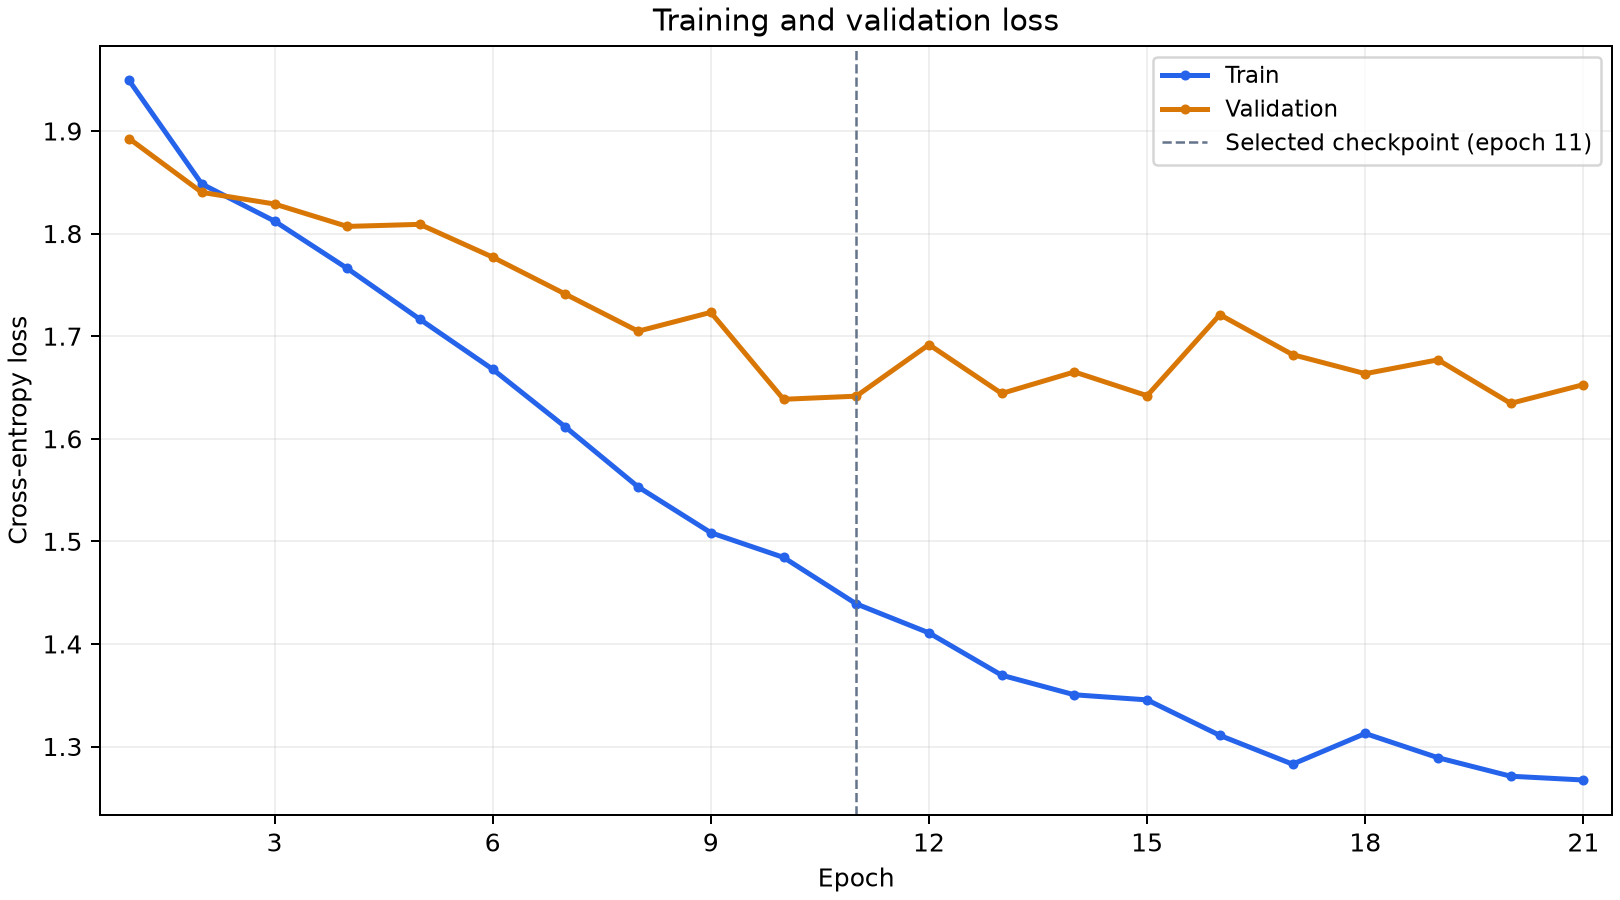 Training and validation loss
Train
Validation
Selected checkpoint (epoch 11)
Cross-entropy loss
1.9
1.8
1.7
1.6
1.5
1.4
1.3
3 6 9 12 15 18 21
Epoch